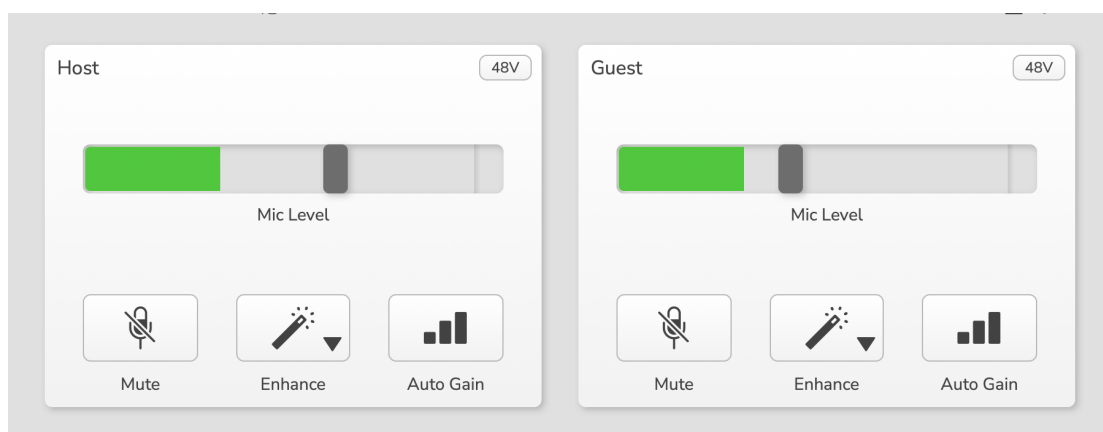 Host
48V
Mic Level
Mute
Enhance
Auto Gain
Guest
48V
Mic Level
Mute
Enhance
Auto Gain